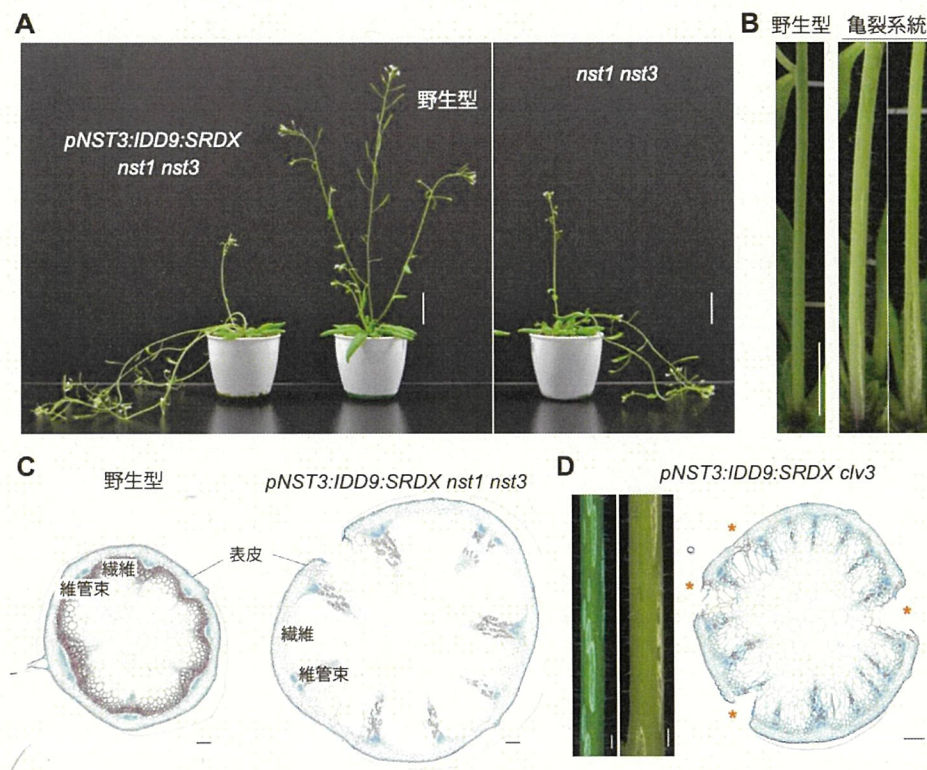 A
pNST3:IDD9:SRDX
nst1 nst3
野生型
nst1 nst3
B
野生型 亀裂系統
C
野生型
pNST3:IDD9:SRDX nst1 nst3
繊維
維管束
表皮
繊維
維管束
D
pNST3:IDD9:SRDX clv3
*
*
*
*